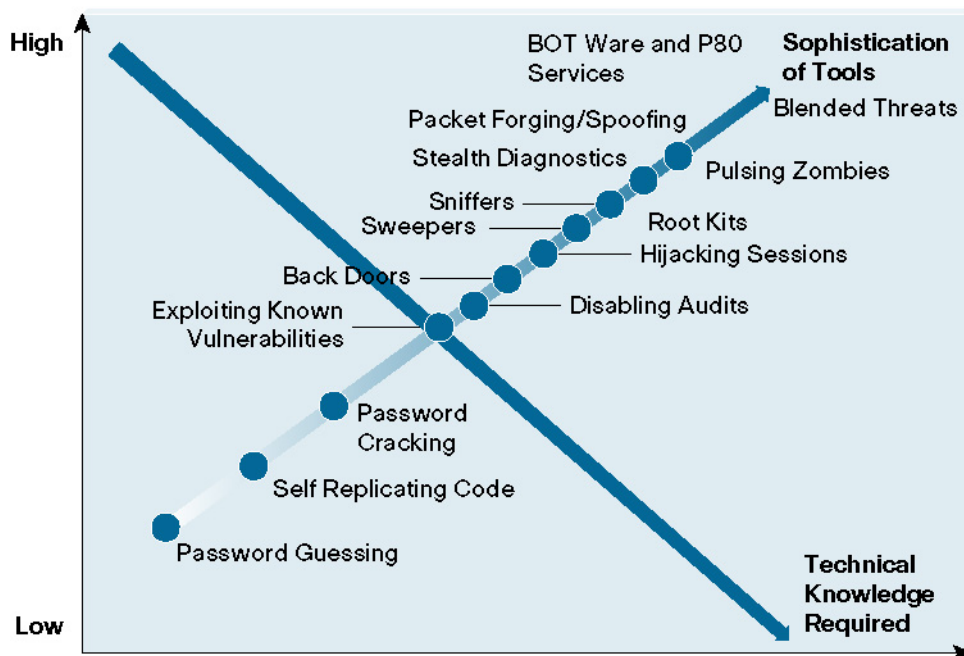 High
BOT Ware and P80
Services
Sophistication
of Tools
Blended Threats
Packet Forging/Spoofing
Stealth Diagnostics
Pulsing Zombies
Sniffers
Sweepers
Root Kits
Hijacking Sessions
Back Doors
Exploiting Known
Vulnerabilities
Disabling Audits
Password
Cracking
Self Replicating Code
Password Guessing
Technical
Knowledge
Required
Low